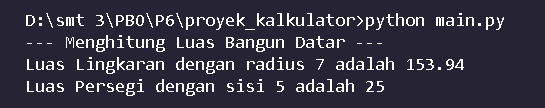 D:\smt 3\PBO\P6\proyek_kalkulator>python main.py
--- Menghitung Luas Bangun Datar ---
Luas Lingkaran dengan radius 7 adalah 153.94
Luas Persegi dengan sisi 5 adalah 25